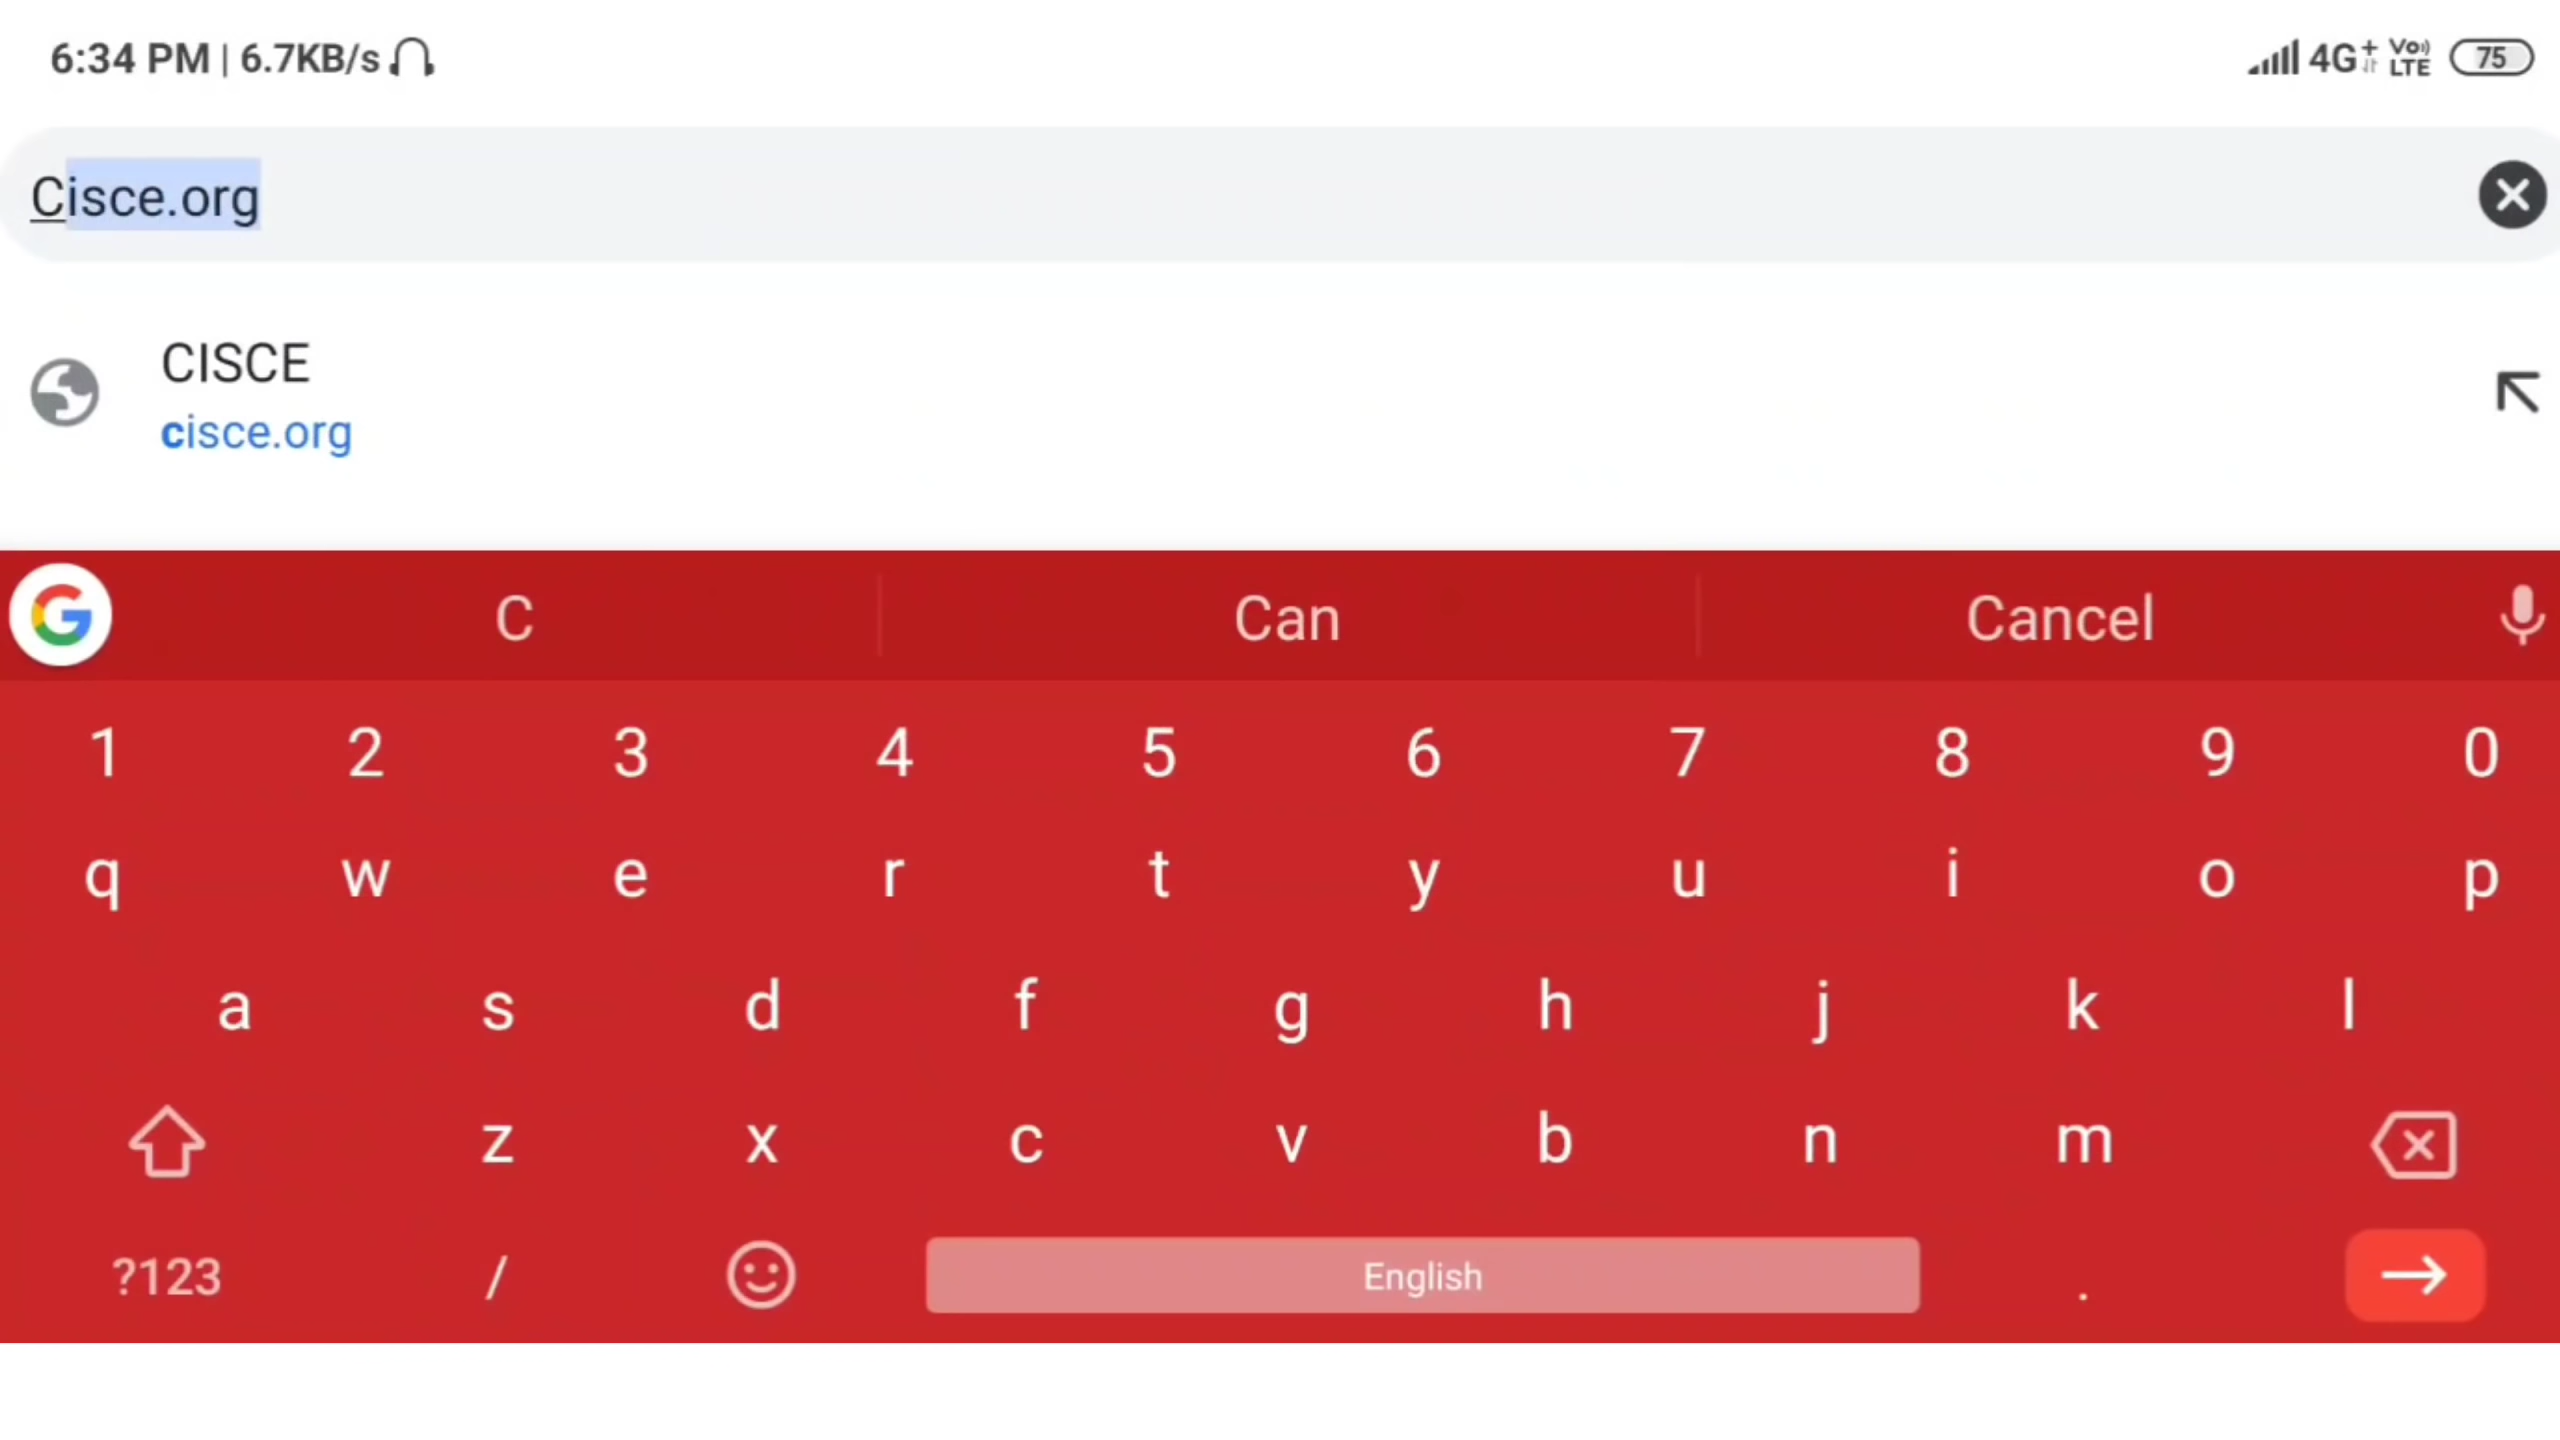 6:34 PM | 6.7KB/s 4G+ VoLTE 75
Cisce.org
CISCE
cisce.org
C Can Cancel
1 2 3 4 5 6 7 8 9 0
q w e r t y u i o p
a s d f g h j k l
z x c v b n m
?123 / English .